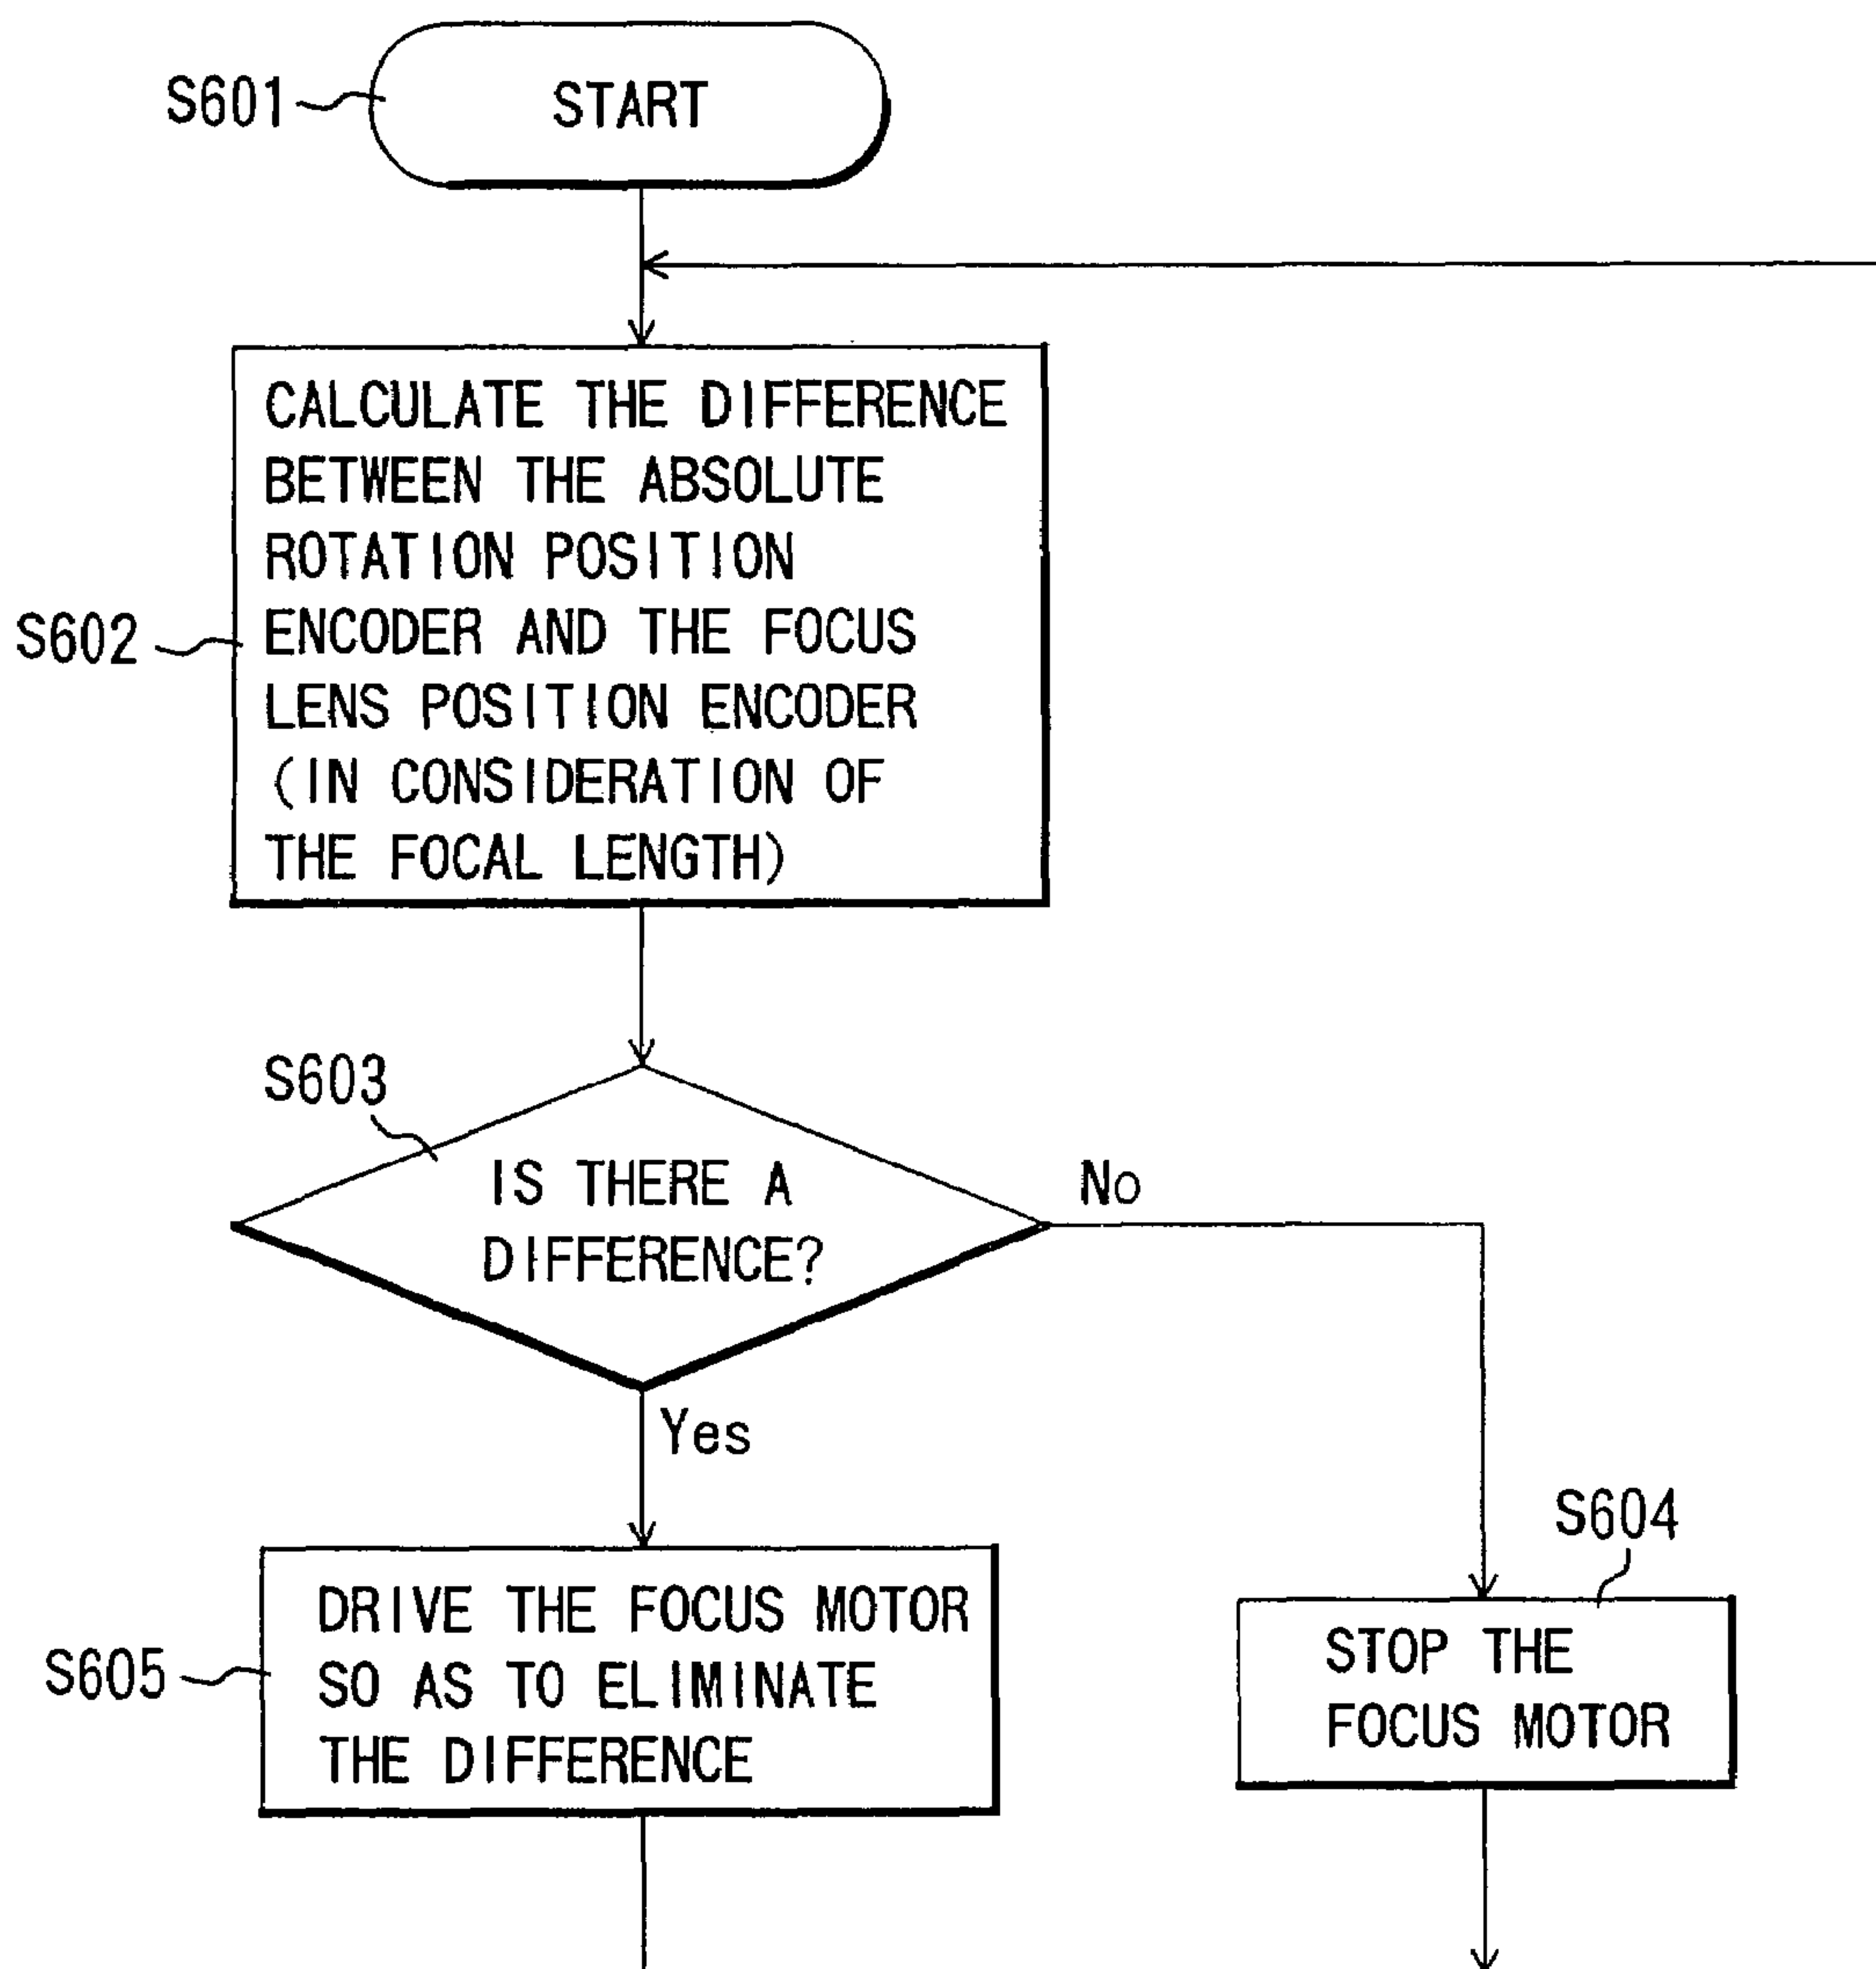 S601
START
CALCULATE THE DIFFERENCE
BETWEEN THE ABSOLUTE
ROTATION POSITION
ENCODER AND THE FOCUS
LENS POSITION ENCODER
(IN CONSIDERATION OF
THE FOCAL LENGTH)
S602
S603
IS THERE A
DIFFERENCE?
No
Yes
S604
STOP THE
FOCUS MOTOR
S605
DRIVE THE FOCUS MOTOR
SO AS TO ELIMINATE
THE DIFFERENCE